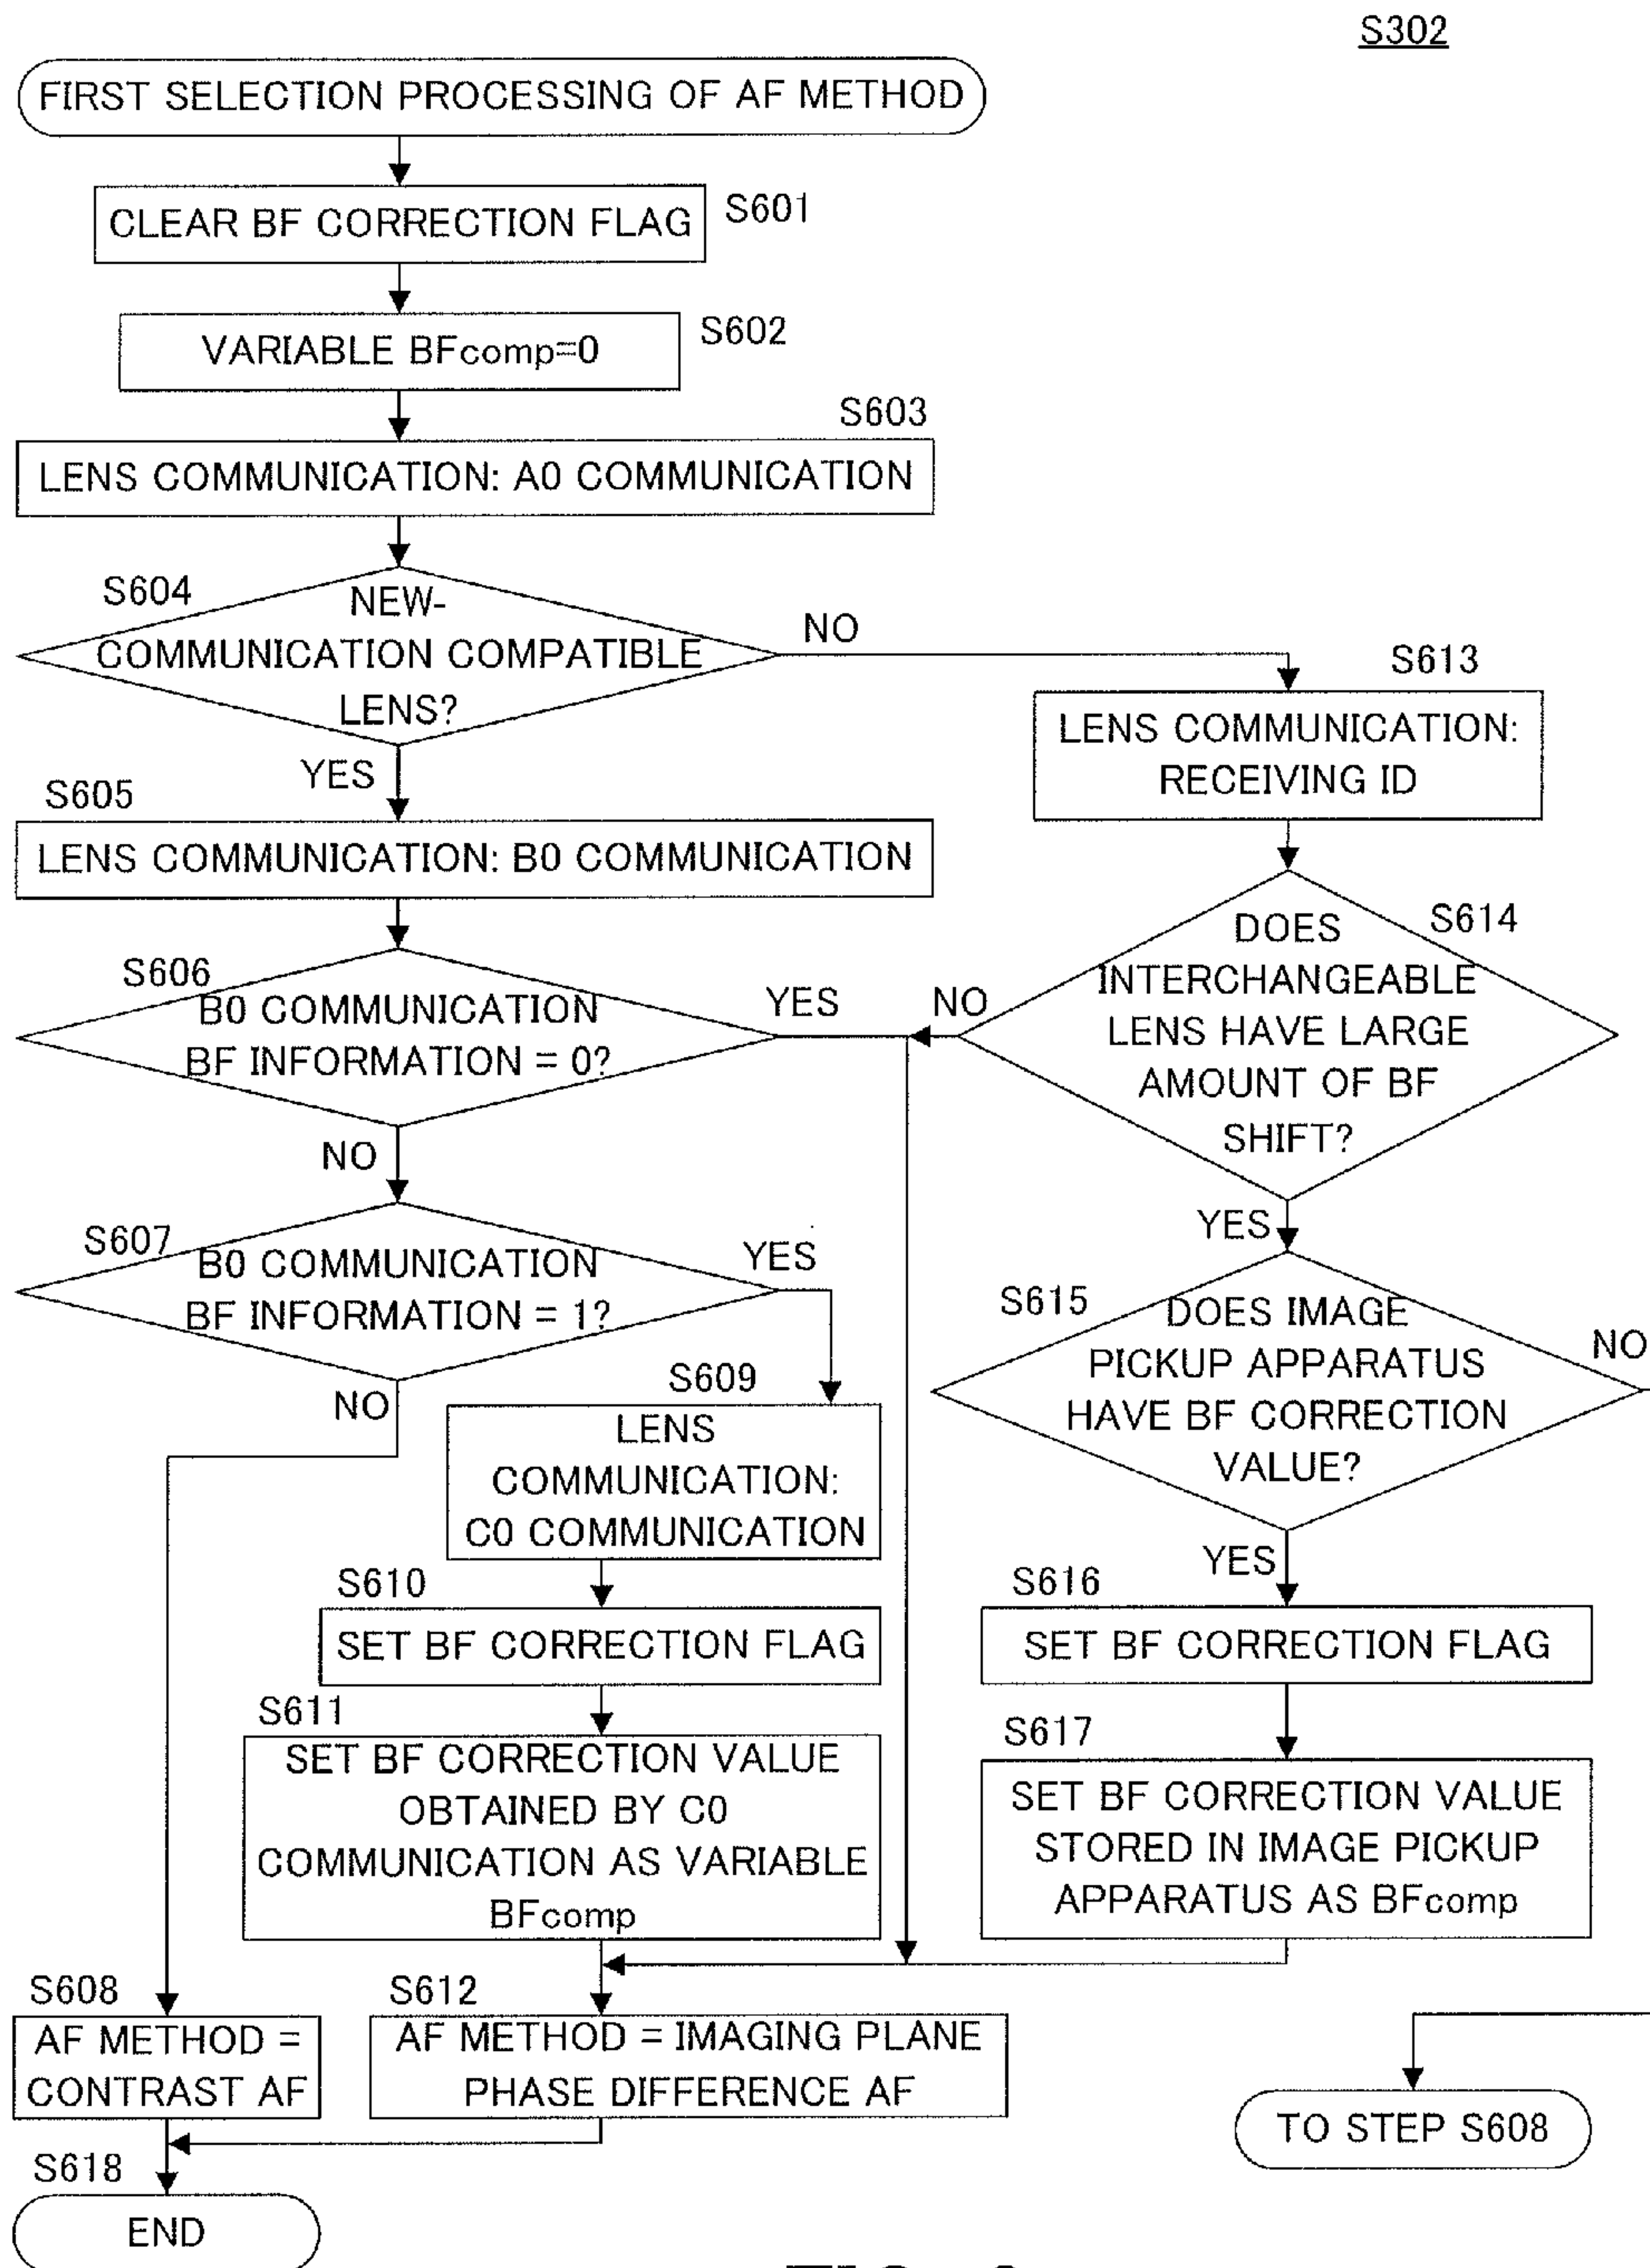 S302
FIRST SELECTION PROCESSING OF AF METHOD
CLEAR BF CORRECTION FLAG
S601
VARIABLE BFcomp=0
S602
S603
LENS COMMUNICATION: A0 COMMUNICATION
S604
NEW-
COMMUNICATION COMPATIBLE
LENS?
NO
YES
S613
LENS COMMUNICATION:
RECEIVING ID
S605
LENS COMMUNICATION: B0 COMMUNICATION
S606
B0 COMMUNICATION
BF INFORMATION = 0?
YES
NO
S614
DOES
INTERCHANGEABLE
LENS HAVE LARGE
AMOUNT OF BF
SHIFT?
NO
YES
S607
B0 COMMUNICATION
BF INFORMATION = 1?
YES
NO
S615
DOES IMAGE
PICKUP APPARATUS
HAVE BF CORRECTION
VALUE?
NO
YES
S609
LENS
COMMUNICATION:
C0 COMMUNICATION
S610
SET BF CORRECTION FLAG
S616
SET BF CORRECTION FLAG
S611
SET BF CORRECTION VALUE
OBTAINED BY C0
COMMUNICATION AS VARIABLE
BFcomp
S617
SET BF CORRECTION VALUE
STORED IN IMAGE PICKUP
APPARATUS AS BFcomp
S608
AF METHOD =
CONTRAST AF
S612
AF METHOD = IMAGING PLANE
PHASE DIFFERENCE AF
TO STEP S608
S618
END